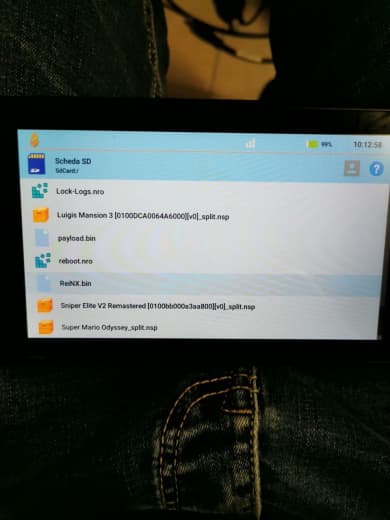 99%
10:12:58
Scheda SD
SdCard:/
SD
?
Lock-Logs.nro
Luigis Mansion 3 [0100DCA0064A6000][v0]_split.nsp
payload.bin
reboot.nro
ReiNX.bin
Sniper Elite V2 Remastered [0100bb000a3aa800][v0]_split.nsp
Super Mario Odyssey_split.nsp